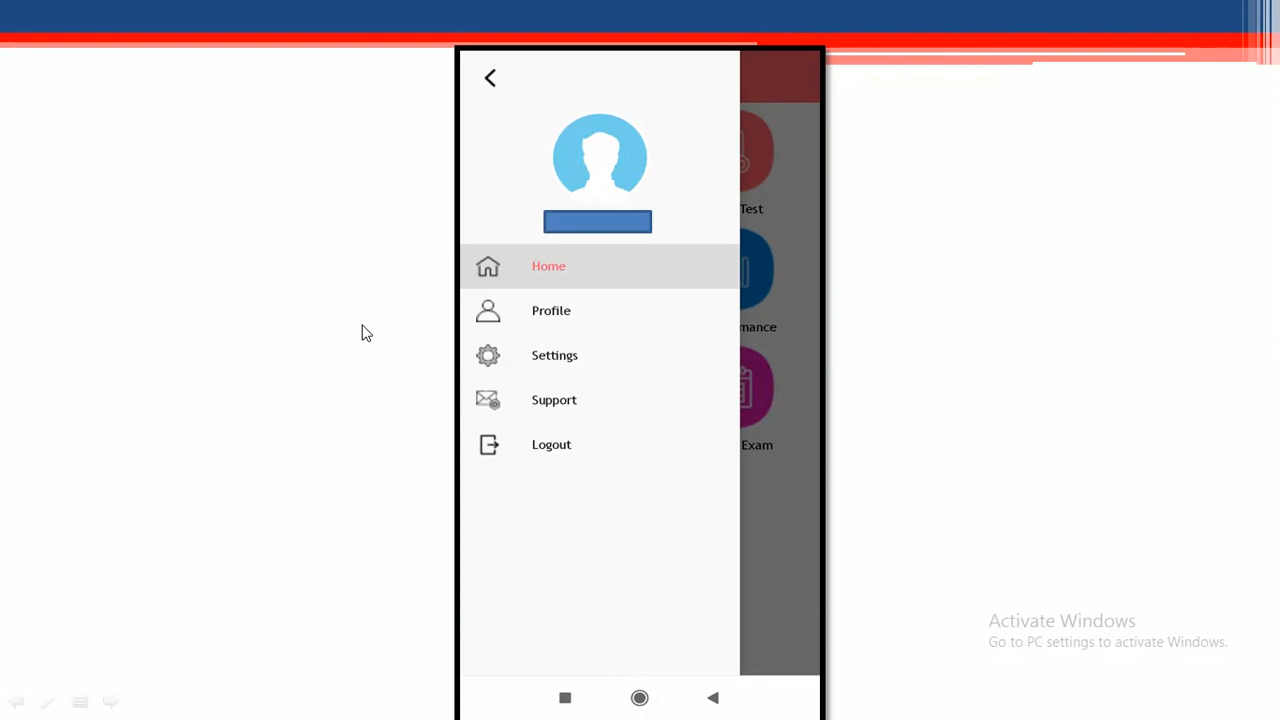 Test
Home
Profile
mance
Settings
Support
Logout
Exam
Activate Windows
Go to PC settings to activate Windows.